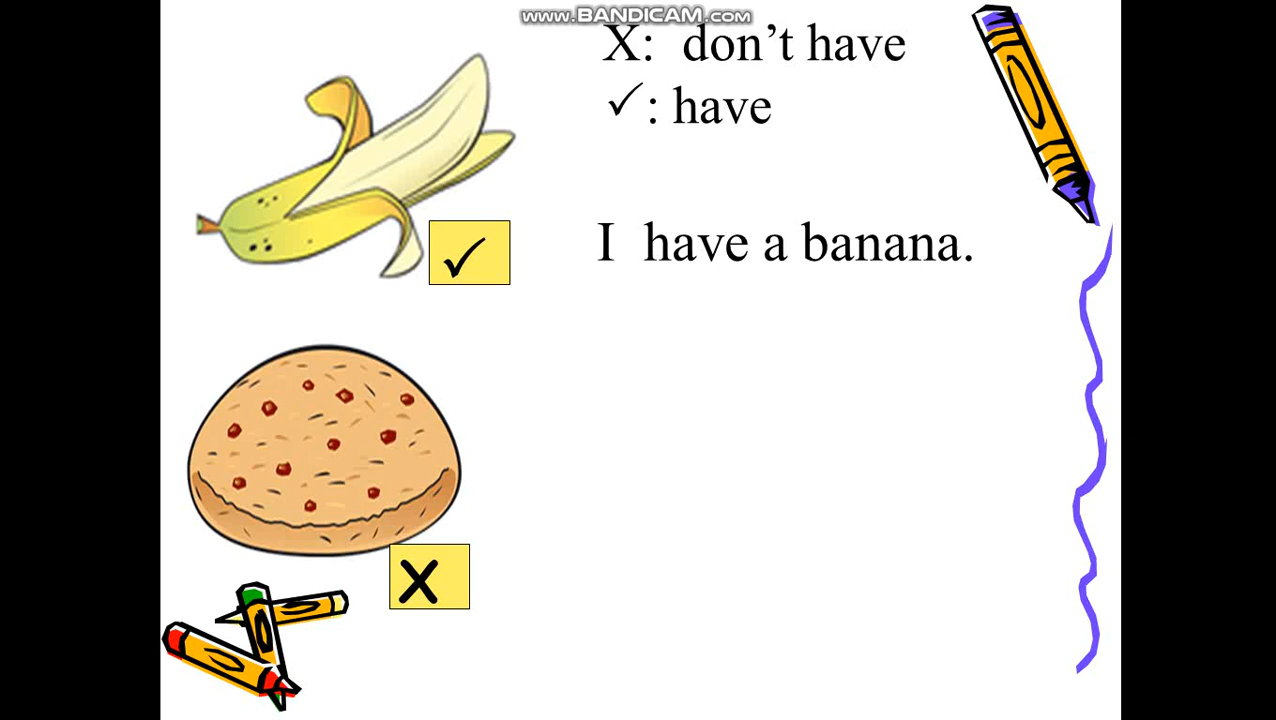 www.BANDICAM.com
X: don’t have
✓: have
✓
I have a banana.
X